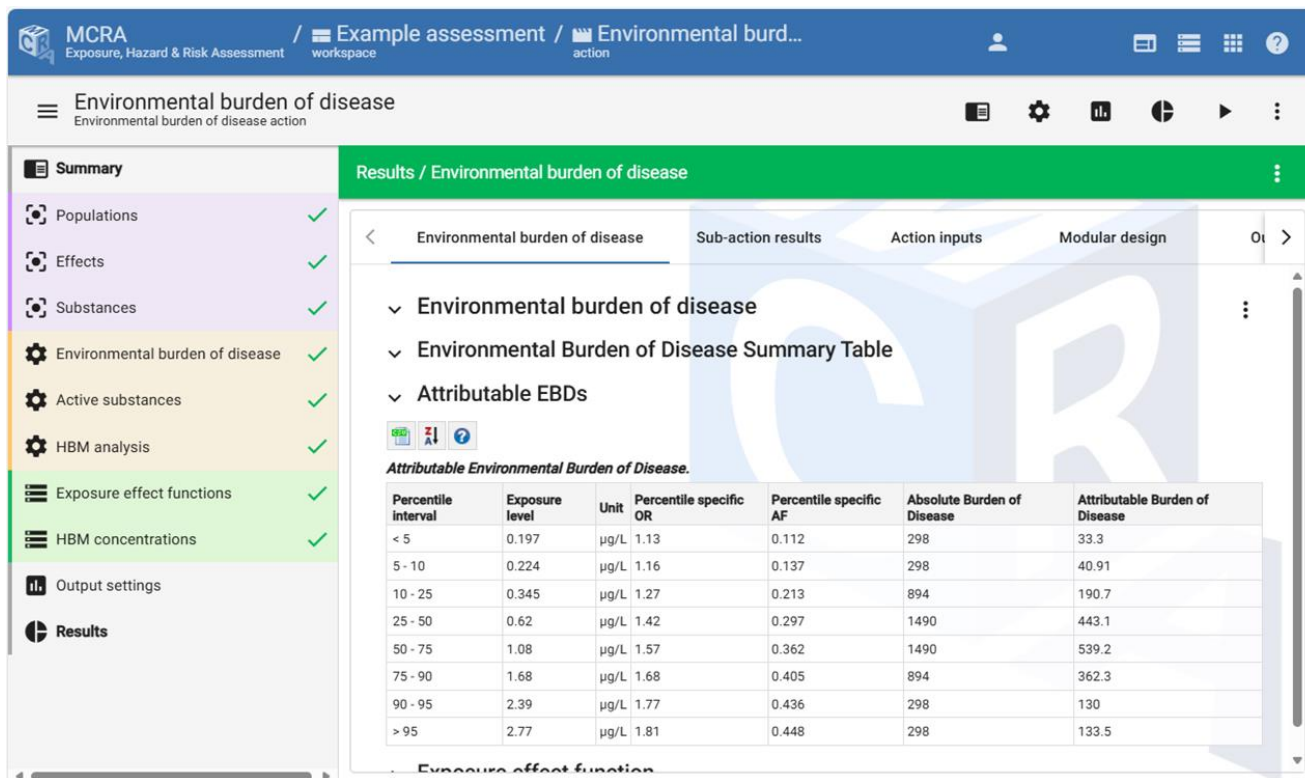 MCRA / Example assessment / Environmental burd...
Exposure, Hazard & Risk Assessment workspace action
Environmental burden of disease
Environmental burden of disease action
Summary
Populations
Effects
Substances
Environmental burden of disease
Active substances
HBM analysis
Exposure effect functions
HBM concentrations
Output settings
Results
Results / Environmental burden of disease
Environmental burden of disease Sub-action results Action inputs Modular design
Environmental burden of disease
Environmental Burden of Disease Summary Table
Attributable EBDs
Attributable Environmental Burden of Disease.
Percentile interval Exposure level Unit Percentile specific OR Percentile specific AF Absolute Burden of Disease Attributable Burden of Disease
< 5 0.197 µg/L 1.13 0.112 298 33.3
5 - 10 0.224 µg/L 1.16 0.137 298 40.91
10 - 25 0.345 µg/L 1.27 0.213 894 190.7
25 - 50 0.62 µg/L 1.42 0.297 1490 443.1
50 - 75 1.08 µg/L 1.57 0.362 1490 539.2
75 - 90 1.68 µg/L 1.68 0.405 894 362.3
90 - 95 2.39 µg/L 1.77 0.436 298 130
> 95 2.77 µg/L 1.81 0.448 298 133.5
Exposure effect function